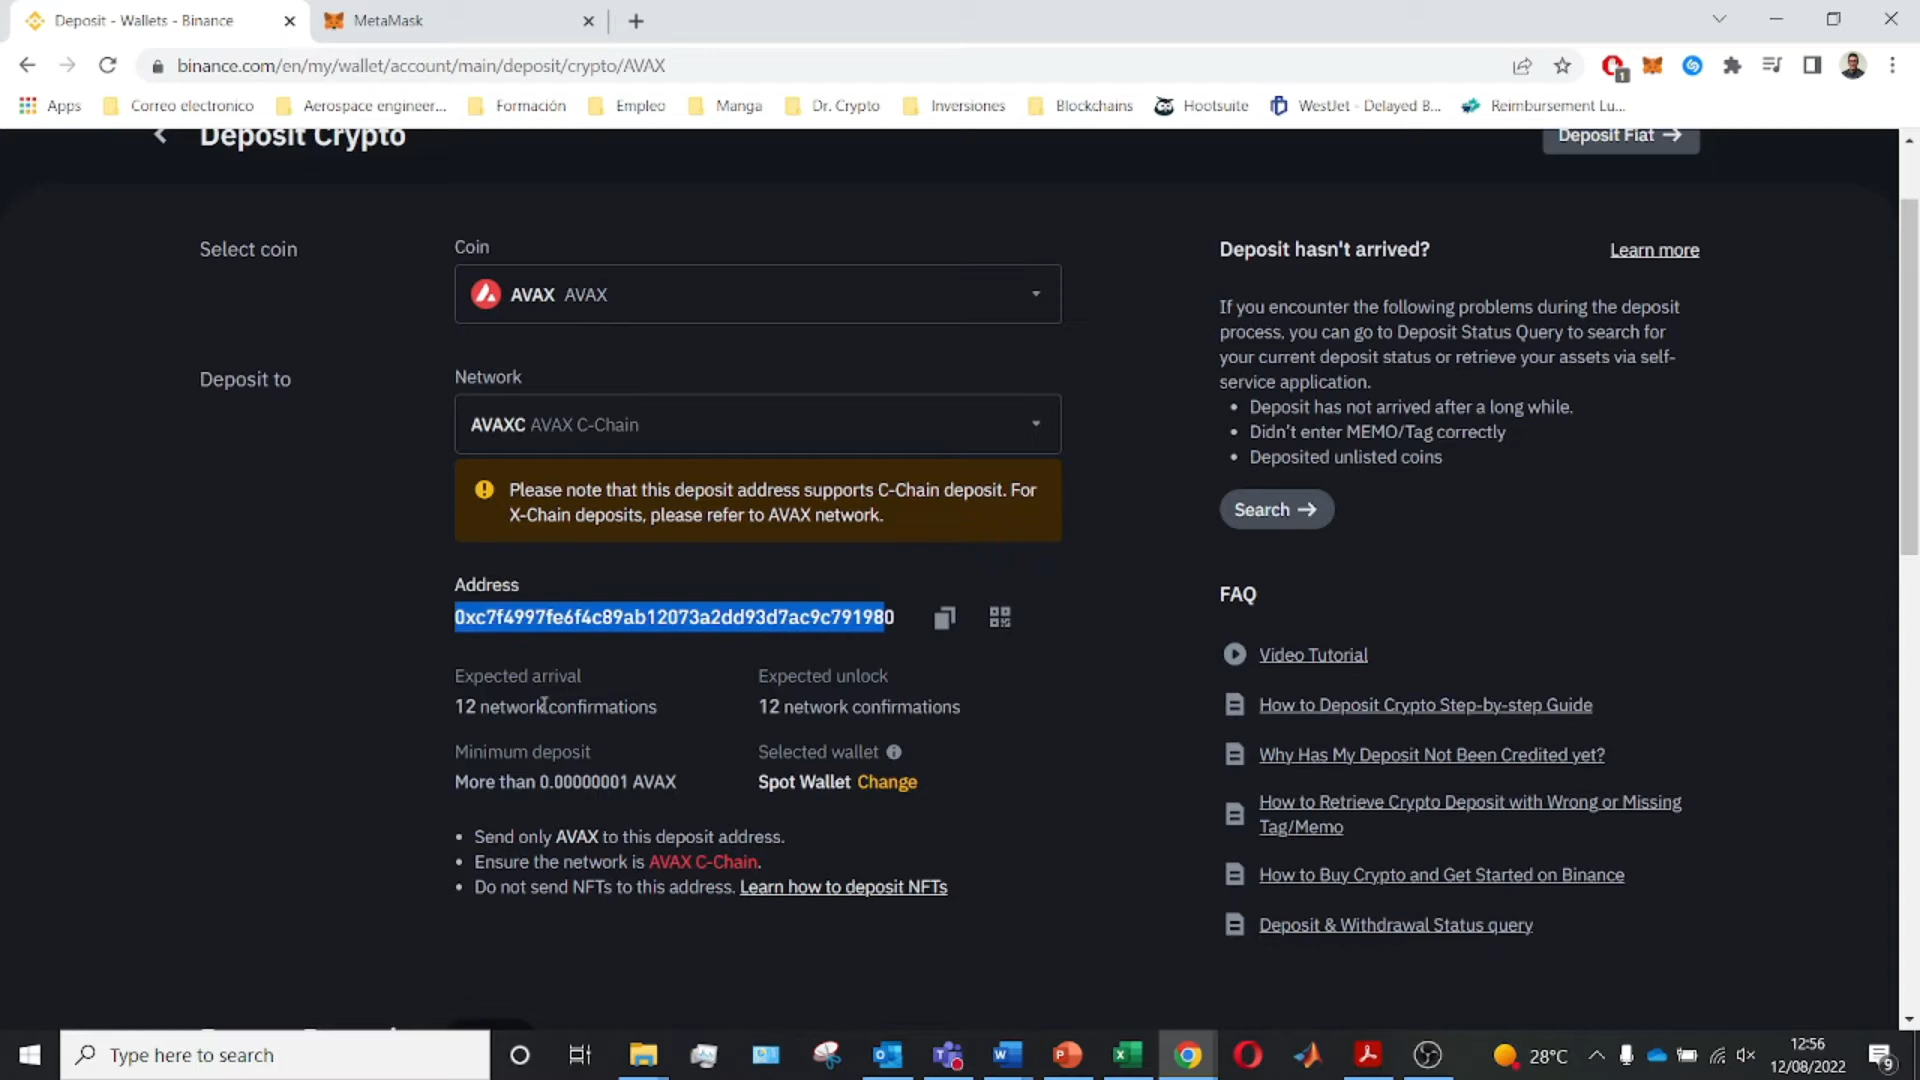 Deposit - Wallets - Binance
MetaMask
binance.com/en/my/wallet/account/main/deposit/crypto/AVAX
1
Apps
Correo electronico
Aerospace engineer...
Formación
Empleo
Manga
Dr. Crypto
Inversiones
Blockchains
Hootsuite
WestJet - Delayed B...
Reimbursement Lu...
Deposit Crypto
Deposit Fiat
Select coin
Coin
AVAX AVAX
Deposit to
Network
AVAXC AVAX C-Chain
Please note that this deposit address supports C-Chain deposit. For
X-Chain deposits, please refer to AVAX network.
Address
0xc7f4997fe6f4c89ab12073a2dd93d7ac9c791980
Expected arrival
12 network confirmations
Expected unlock
12 network confirmations
Minimum deposit
More than 0.00000001 AVAX
Selected wallet
Spot Wallet Change
• Send only AVAX to this deposit address.
• Ensure the network is AVAX C-Chain.
• Do not send NFTs to this address. Learn how to deposit NFTs
Deposit hasn't arrived?
Learn more
If you encounter the following problems during the deposit
process, you can go to Deposit Status Query to search for
your current deposit status or retrieve your assets via self-
service application.
• Deposit has not arrived after a long while.
• Didn't enter MEMO/Tag correctly
• Deposited unlisted coins
Search
FAQ
Video Tutorial
How to Deposit Crypto Step-by-step Guide
Why Has My Deposit Not Been Credited yet?
How to Retrieve Crypto Deposit with Wrong or Missing
Tag/Memo
How to Buy Crypto and Get Started on Binance
Deposit & Withdrawal Status query
Type here to search
28°C
12:56
12/08/2022
9